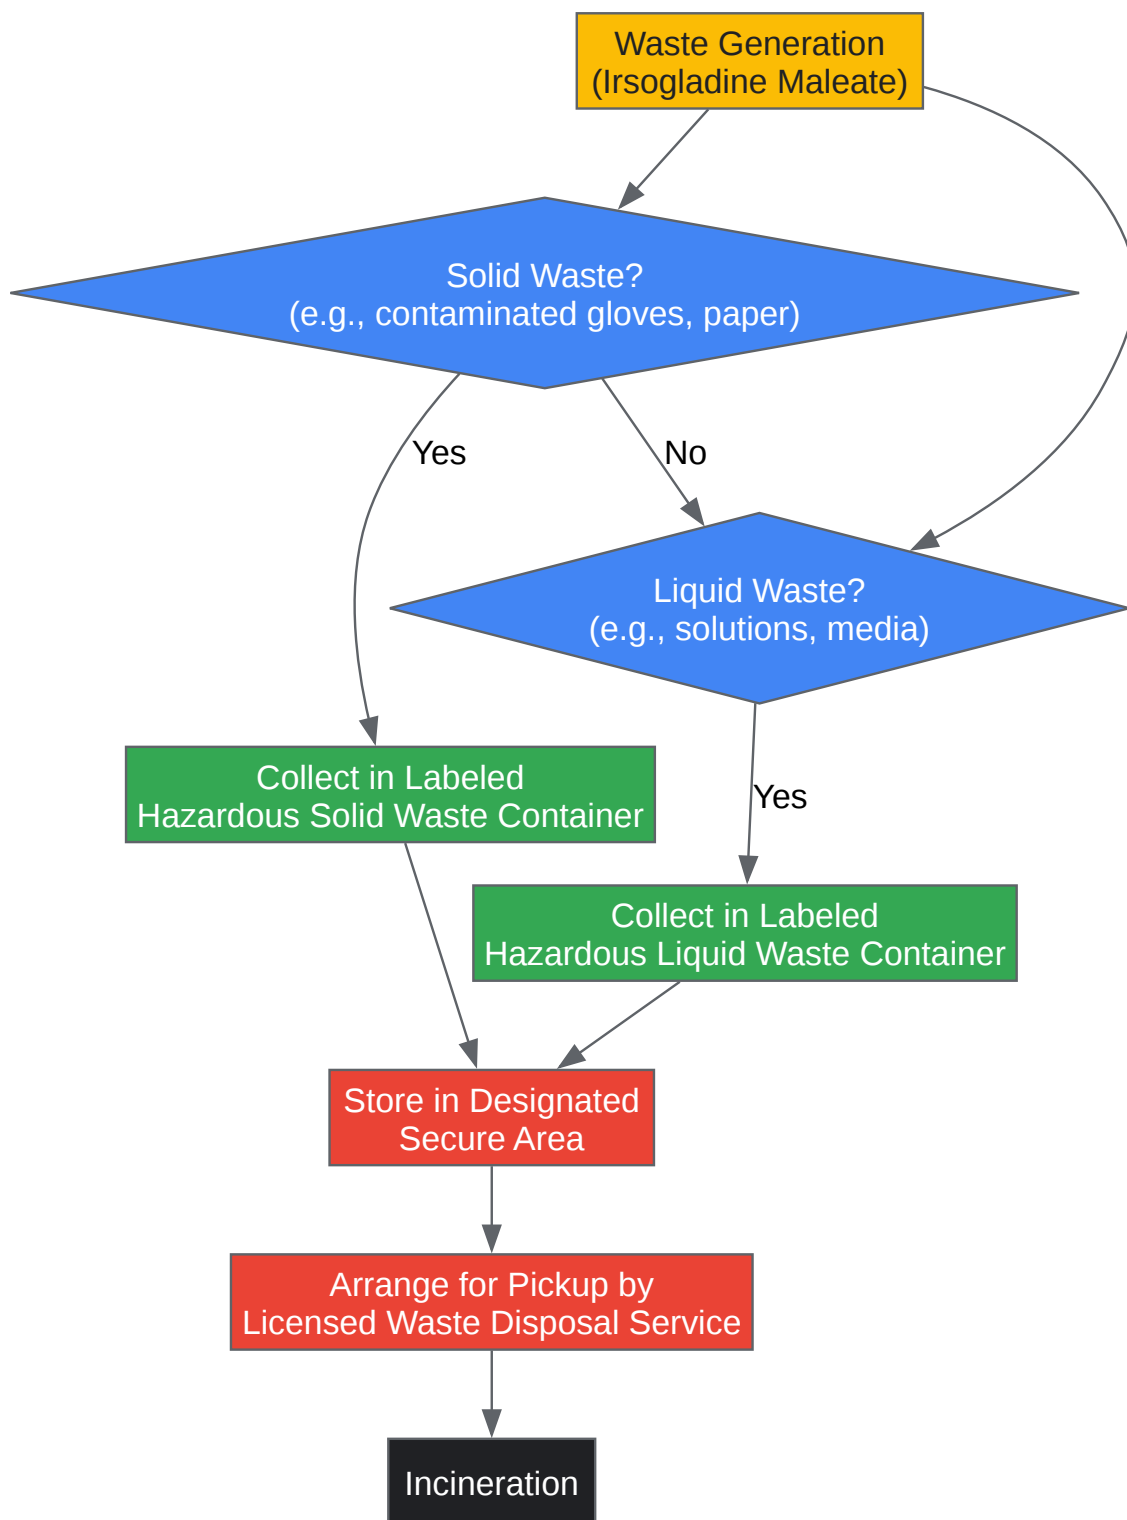 Waste Generation
(Irsogladine Maleate)
Solid Waste?
(e.g., contaminated gloves, paper)
Yes
No
Liquid Waste?
(e.g., solutions, media)
Collect in Labeled
Hazardous Solid Waste Container
Yes
Collect in Labeled
Hazardous Liquid Waste Container
Store in Designated
Secure Area
Arrange for Pickup by
Licensed Waste Disposal Service
Incineration